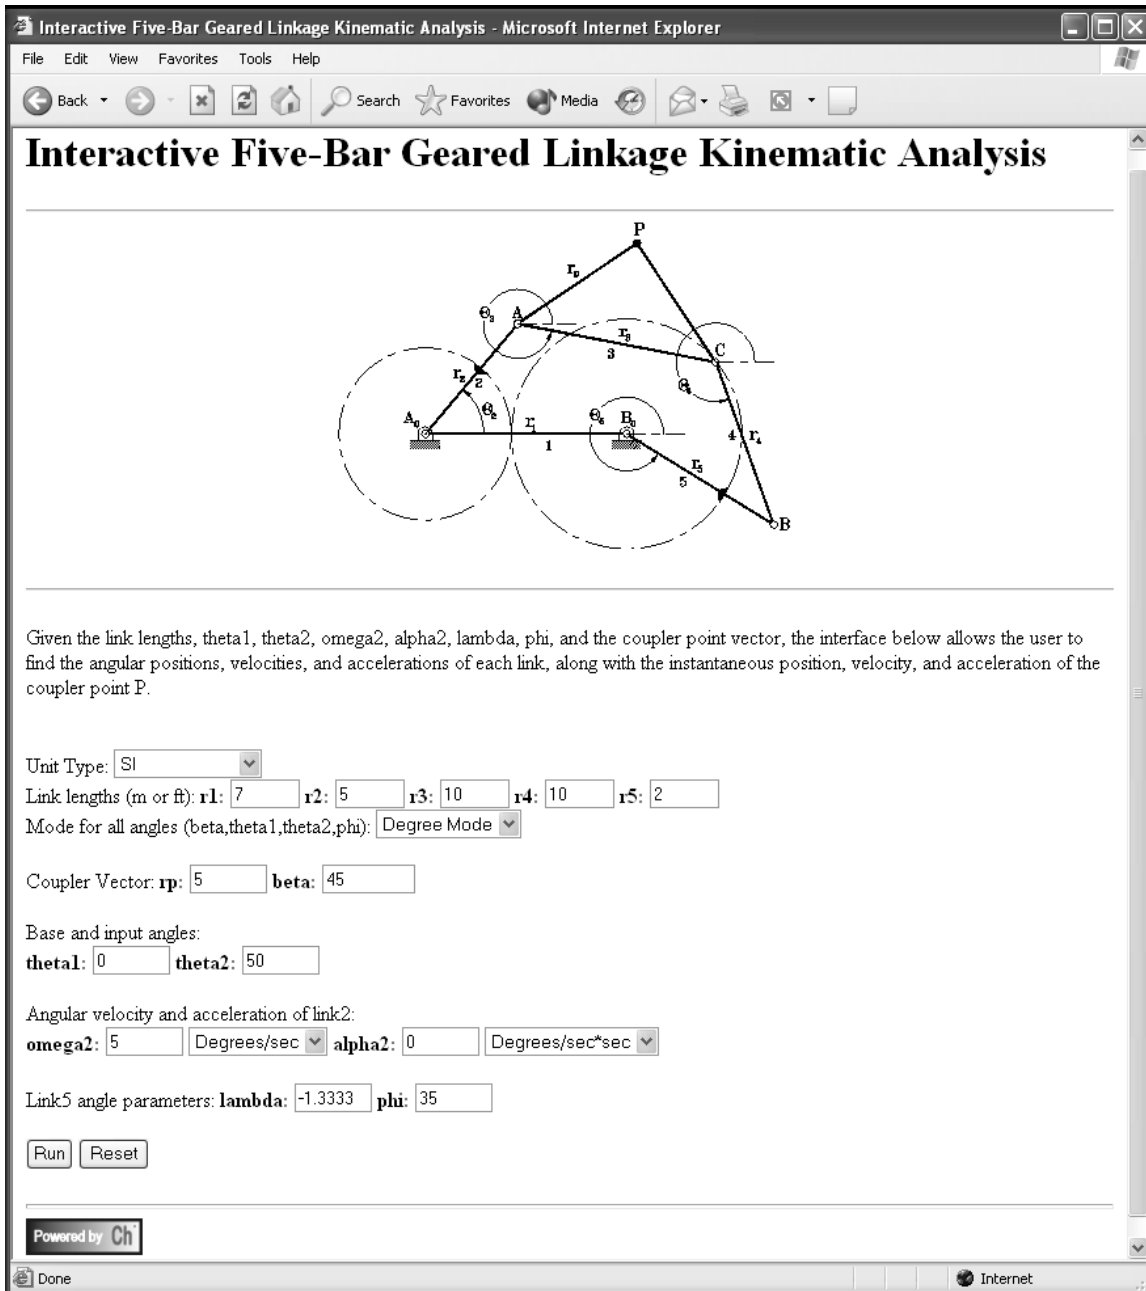 Interactive Five-Bar Geared Linkage Kinematic Analysis - Microsoft Internet Explorer
File Edit View Favorites Tools Help
Back Search Favorites Media
Interactive Five-Bar Geared Linkage Kinematic Analysis
P
rp
Θ3 A
r3
3 C
r2 2 Θ4
A0 Θ2 r1 Θ5 B0
1 4 r4
r5
5
B
Given the link lengths, theta1, theta2, omega2, alpha2, lambda, phi, and the coupler point vector, the interface below allows the user to
find the angular positions, velocities, and accelerations of each link, along with the instantaneous position, velocity, and acceleration of the
coupler point P.
Unit Type: SI
Link lengths (m or ft): r1: 7 r2: 5 r3: 10 r4: 10 r5: 2
Mode for all angles (beta,theta1,theta2,phi): Degree Mode
Coupler Vector: rp: 5 beta: 45
Base and input angles:
theta1: 0 theta2: 50
Angular velocity and acceleration of link2:
omega2: 5 Degrees/sec alpha2: 0 Degrees/sec*sec
Link5 angle parameters: lambda: -1.3333 phi: 35
Run Reset
Powered by Ch
Done Internet